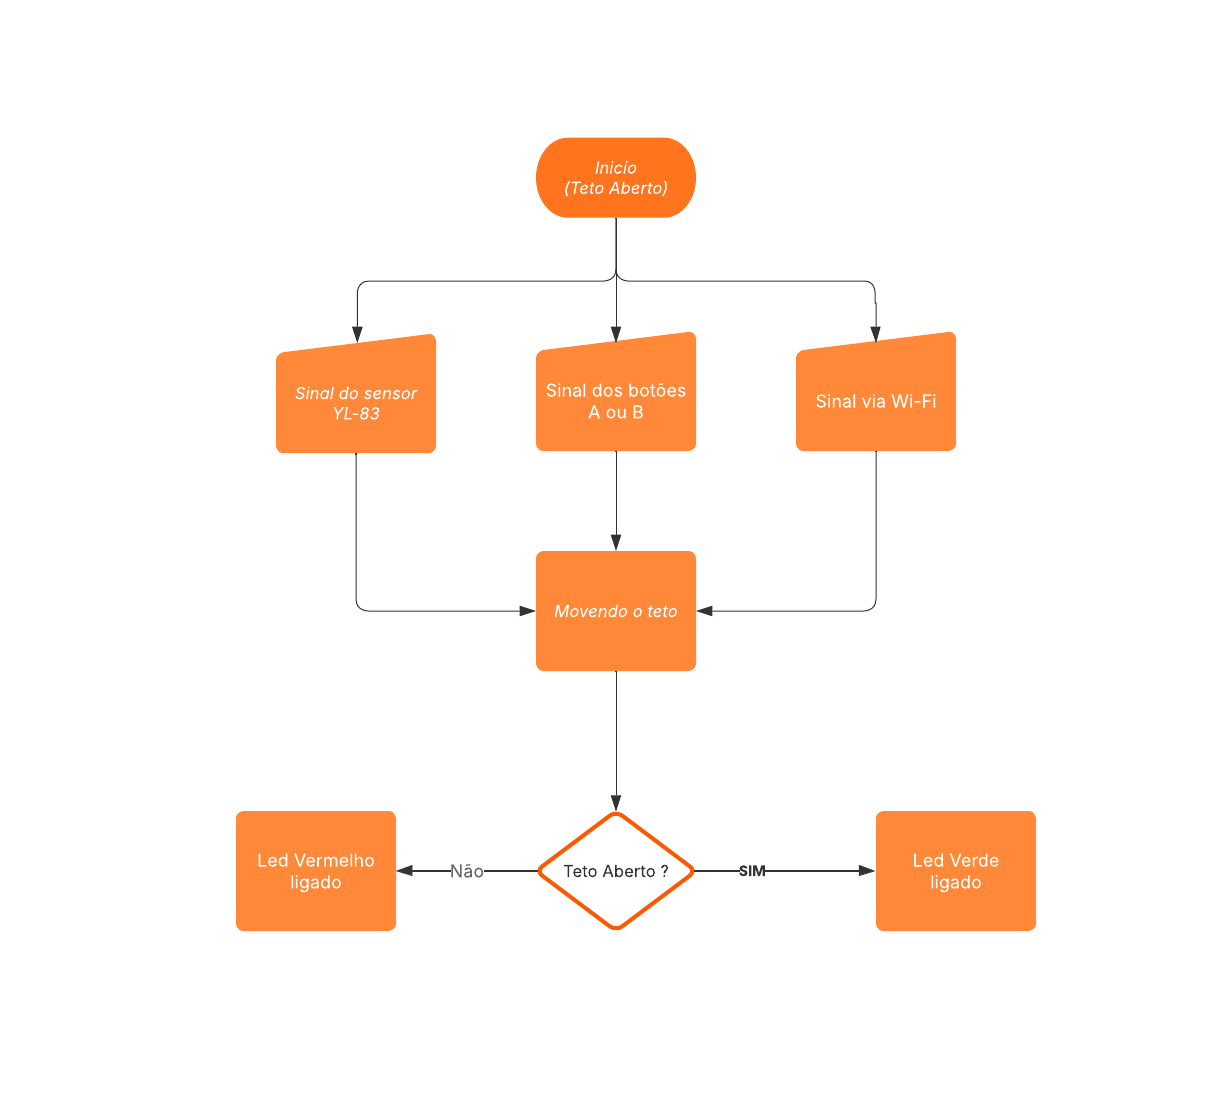 Inicío
(Teto Aberto)
Sinal do sensor
YL-83
Sinal dos botões
A ou B
Sinal via Wi-Fi
Movendo o teto
Led Vermelho
ligado
Não
Teto Aberto ?
SIM
Led Verde
ligado